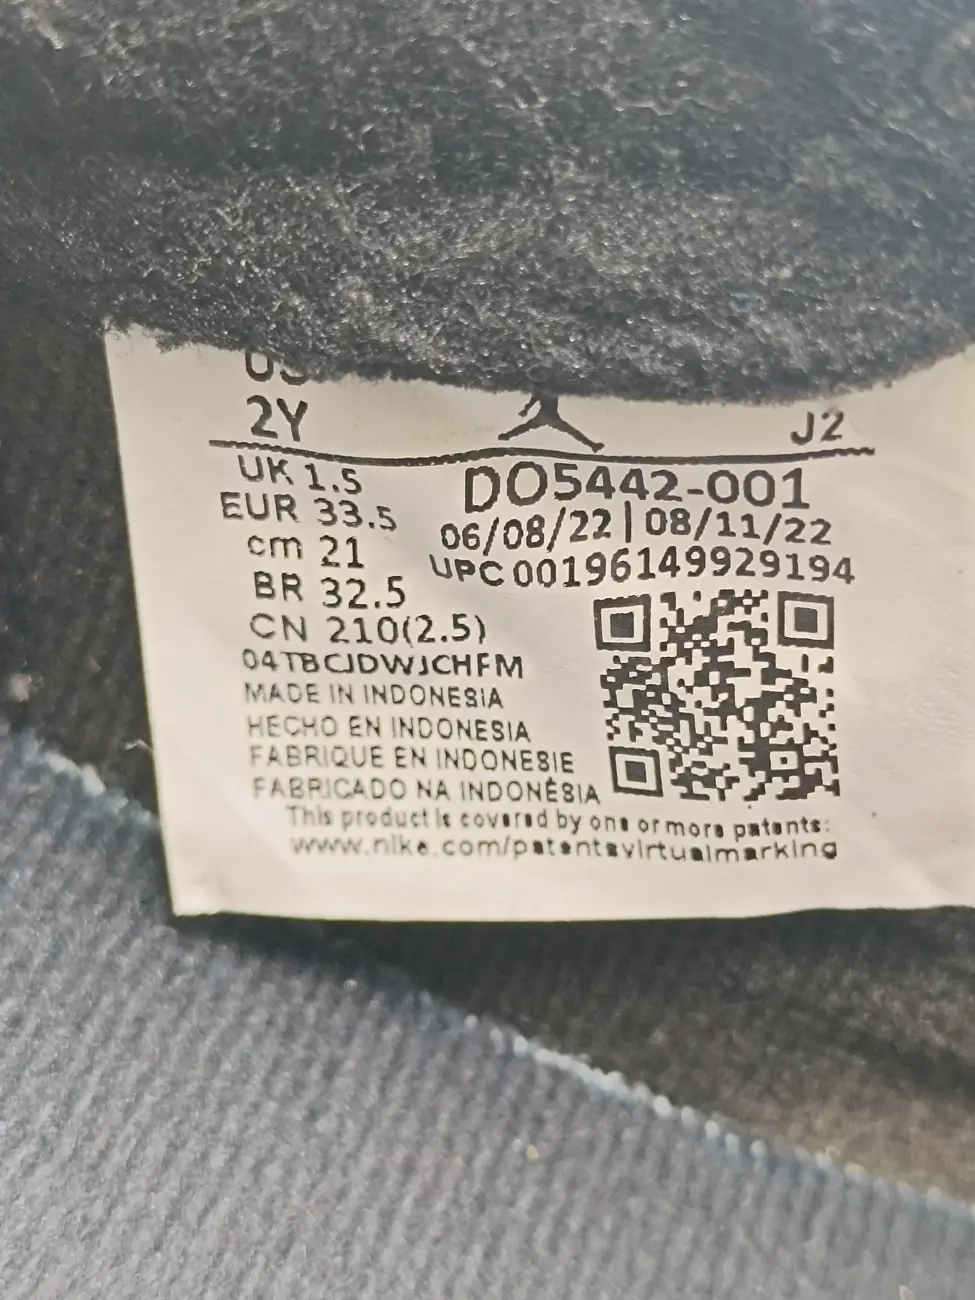 US
2Y
J2
UK 1.5
EUR 33.5
cm 21
BR 32.5
CN 210(2.5)
DO5442-001
06/08/22 | 08/11/22
UPC 00196149929194
04TBCJDWJCHFM
MADE IN INDONESIA
HECHO EN INDONESIA
FABRIQUE EN INDONESIE
FABRICADO NA INDONÉSIA
This product is covered by one or more patents:
www.nike.com/patentsvirtualmarking